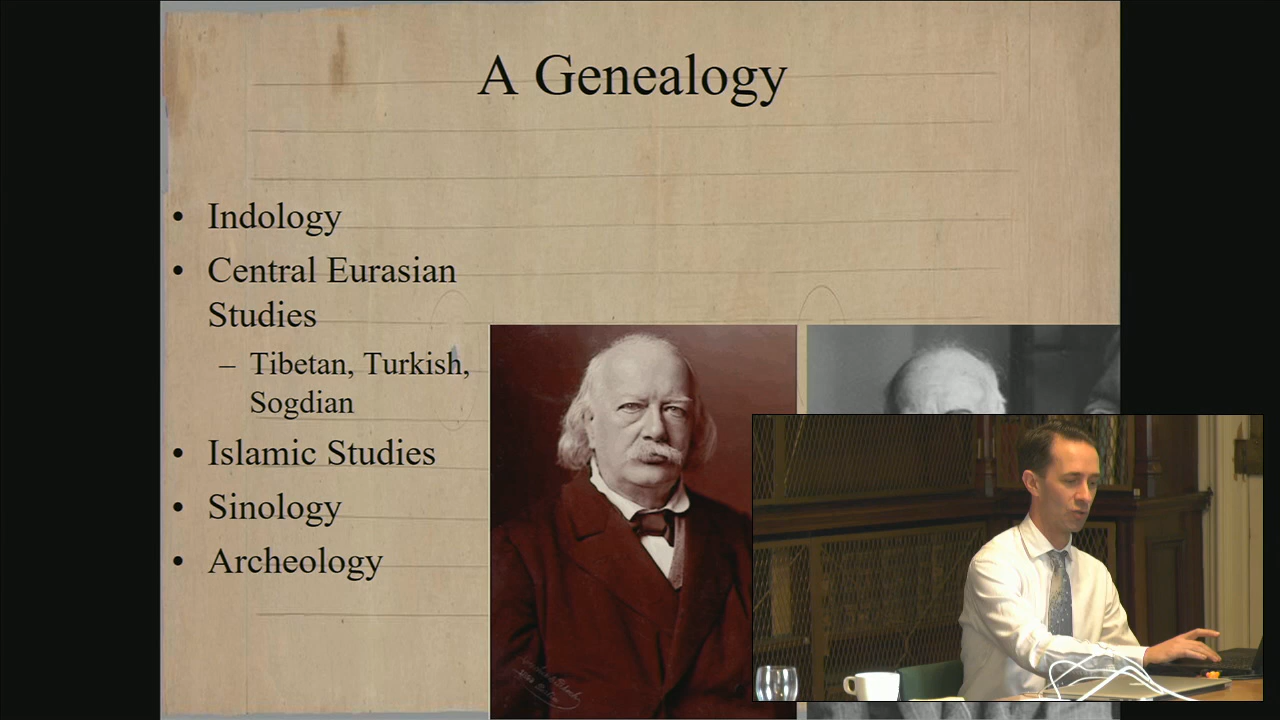 A Genealogy
• Indology
• Central Eurasian
Studies
– Tibetan, Turkish,
Sogdian
• Islamic Studies
• Sinology
• Archeology